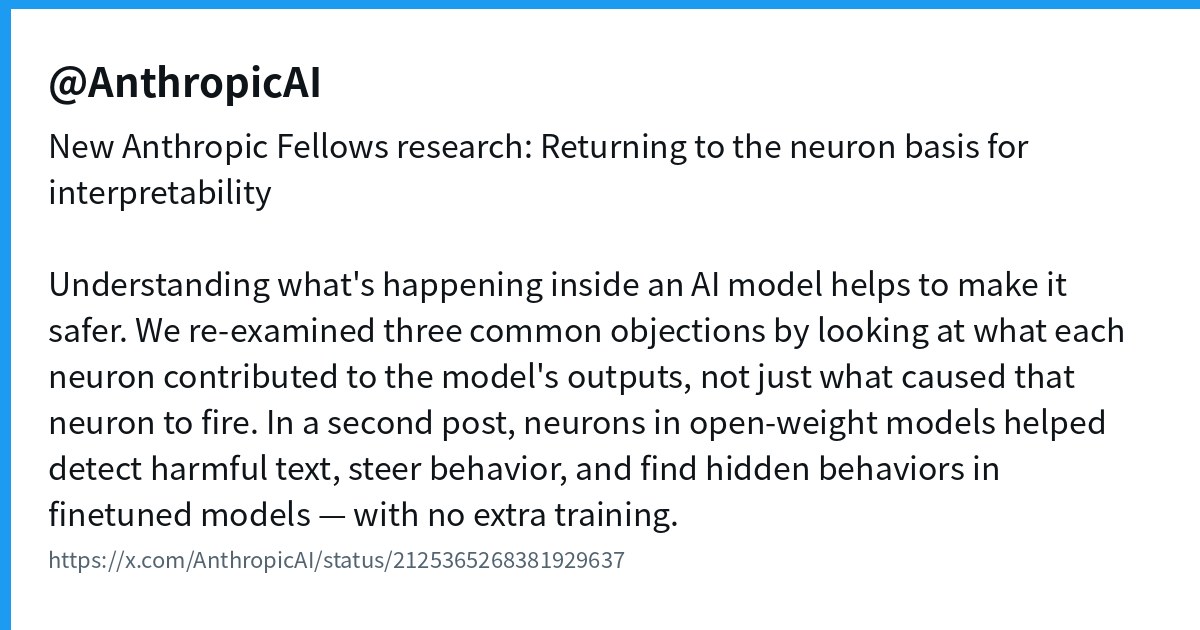 @AnthropicAI
New Anthropic Fellows research: Returning to the neuron basis for
interpretability
Understanding what's happening inside an AI model helps to make it
safer. We re-examined three common objections by looking at what each
neuron contributed to the model's outputs, not just what caused that
neuron to fire. In a second post, neurons in open-weight models helped
detect harmful text, steer behavior, and find hidden behaviors in
finetuned models — with no extra training.
https://x.com/AnthropicAI/status/2125365268381929637